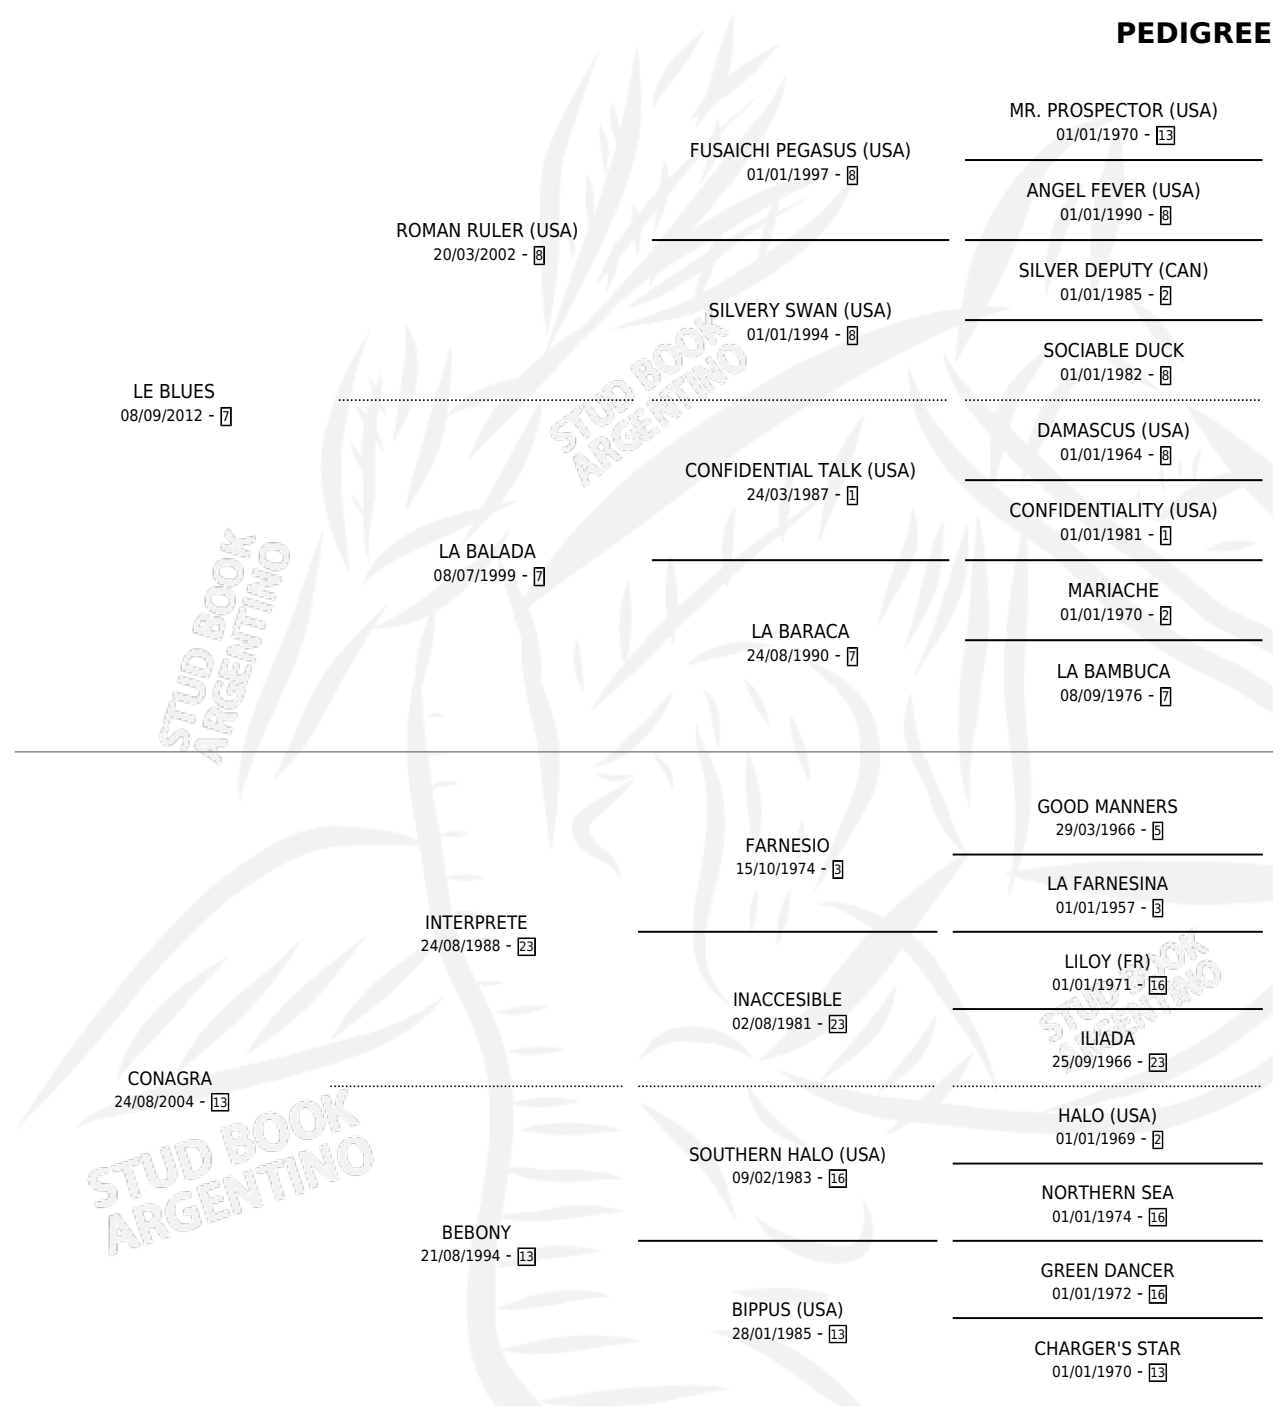 PEDIGREE
MR. PROSPECTOR (USA)
01/01/1970 - 13
FUSAICHI PEGASUS (USA)
01/01/1997 - 8
ANGEL FEVER (USA)
01/01/1990 - 8
ROMAN RULER (USA)
20/03/2002 - 8
SILVER DEPUTY (CAN)
01/01/1985 - 2
SILVERY SWAN (USA)
01/01/1994 - 8
SOCIABLE DUCK
01/01/1982 - 8
LE BLUES
08/09/2012 - 7
DAMASCUS (USA)
01/01/1964 - 8
CONFIDENTIAL TALK (USA)
24/03/1987 - 1
CONFIDENTIALITY (USA)
01/01/1981 - 1
LA BALADA
08/07/1999 - 7
MARIACHE
01/01/1970 - 2
LA BARACA
24/08/1990 - 7
LA BAMBUCA
08/09/1976 - 7
GOOD MANNERS
29/03/1966 - 5
FARNESIO
15/10/1974 - 3
LA FARNESINA
01/01/1957 - 3
INTERPRETE
24/08/1988 - 23
LILOY (FR)
01/01/1971 - 16
INACCESIBLE
02/08/1981 - 23
ILIADA
25/09/1966 - 23
CONAGRA
24/08/2004 - 13
HALO (USA)
01/01/1969 - 2
SOUTHERN HALO (USA)
09/02/1983 - 16
NORTHERN SEA
01/01/1974 - 16
BEBONY
21/08/1994 - 13
GREEN DANCER
01/01/1972 - 16
BIPPUS (USA)
28/01/1985 - 13
CHARGER'S STAR
01/01/1970 - 13
STUD BOOK
ARGENTINO
STUD BOOK
ARGENTINO
STUD BOOK
ARGENTINO
STUD BOOK
ARGENTINO